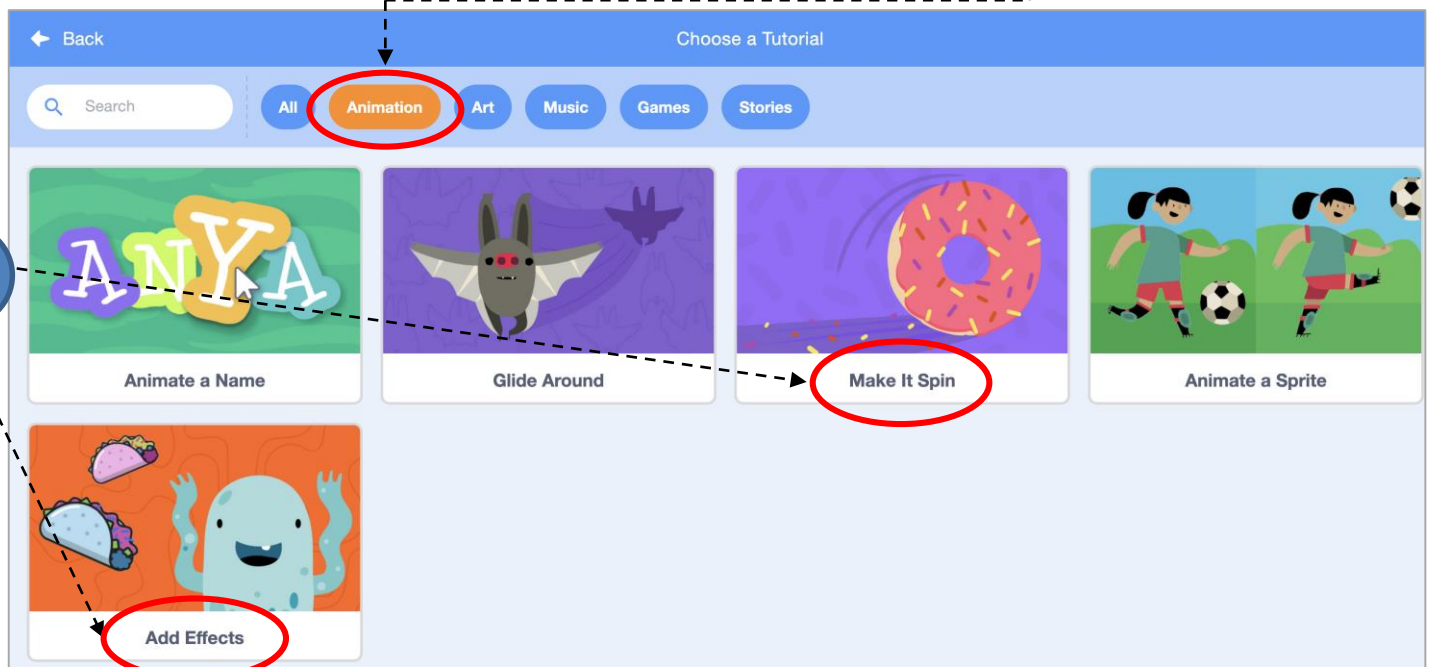 Back
Choose a Tutorial
Search
All
Animation
Art
Music
Games
Stories
ANYA
Animate a Name
Glide Around
Make It Spin
Animate a Sprite
Add Effects